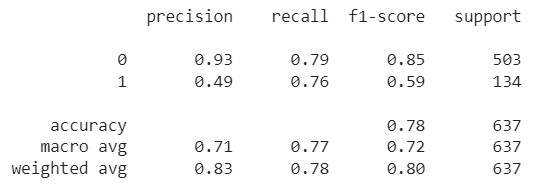 precision recall f1-score support
0 0.93 0.79 0.85 503
1 0.49 0.76 0.59 134
accuracy 0.78 637
macro avg 0.71 0.77 0.72 637
weighted avg 0.83 0.78 0.80 637